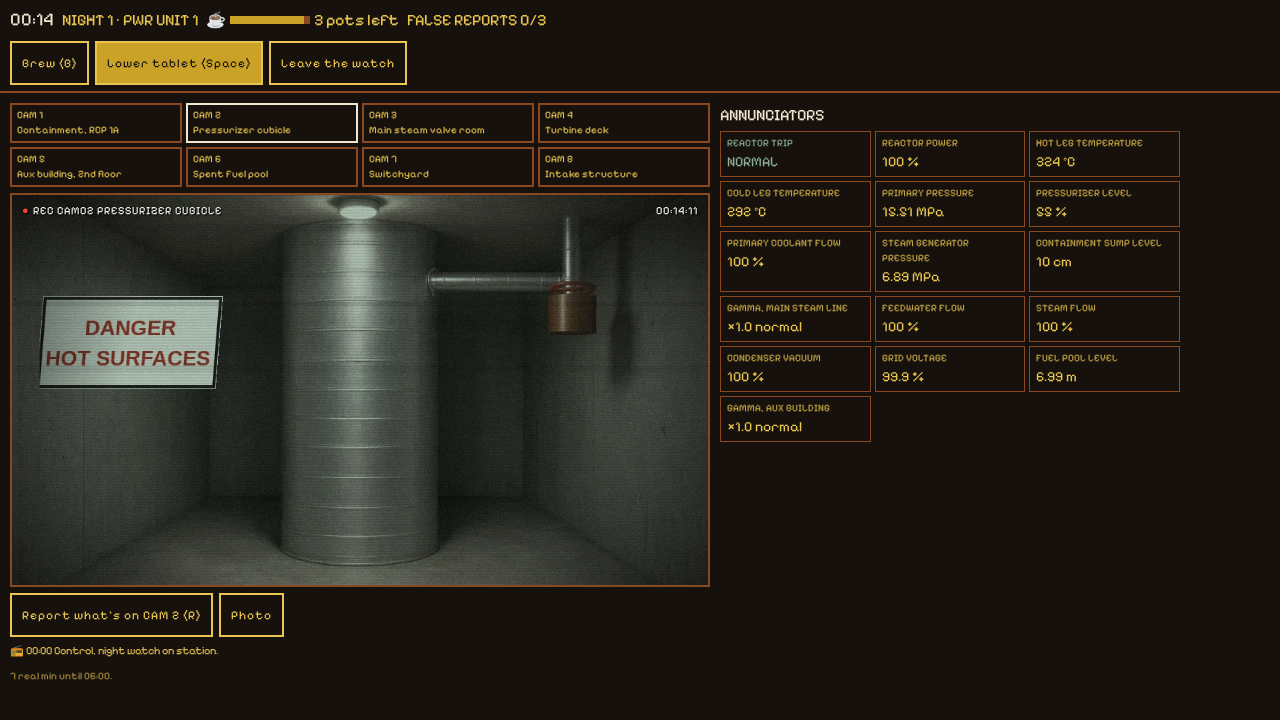 00:14 NIGHT 1 · PWR UNIT 1 3 pots left FALSE REPORTS 0/3
Brew (B) Lower tablet (Space) Leave the watch
CAM 1
Containment, RCP 1A
CAM 2
Pressurizer cubicle
CAM 3
Main steam valve room
CAM 4
Turbine deck
CAM 5
Aux building, 2nd floor
CAM 6
Spent fuel pool
CAM 7
Switchyard
CAM 8
Intake structure
REC CAM02 PRESSURIZER CUBICLE 00:14:11
DANGER
HOT SURFACES
Report what's on CAM 2 (R) Photo
00:00 Control, night watch on station.
7 real min until 06:00.
ANNUNCIATORS
REACTOR TRIP
NORMAL
REACTOR POWER
100 %
HOT LEG TEMPERATURE
324 °C
COLD LEG TEMPERATURE
292 °C
PRIMARY PRESSURE
15.51 MPa
PRESSURIZER LEVEL
55 %
PRIMARY COOLANT FLOW
100 %
STEAM GENERATOR
PRESSURE
6.89 MPa
CONTAINMENT SUMP LEVEL
10 cm
GAMMA, MAIN STEAM LINE
×1.0 normal
FEEDWATER FLOW
100 %
STEAM FLOW
100 %
CONDENSER VACUUM
100 %
GRID VOLTAGE
99.9 %
FUEL POOL LEVEL
6.99 m
GAMMA, AUX BUILDING
×1.0 normal